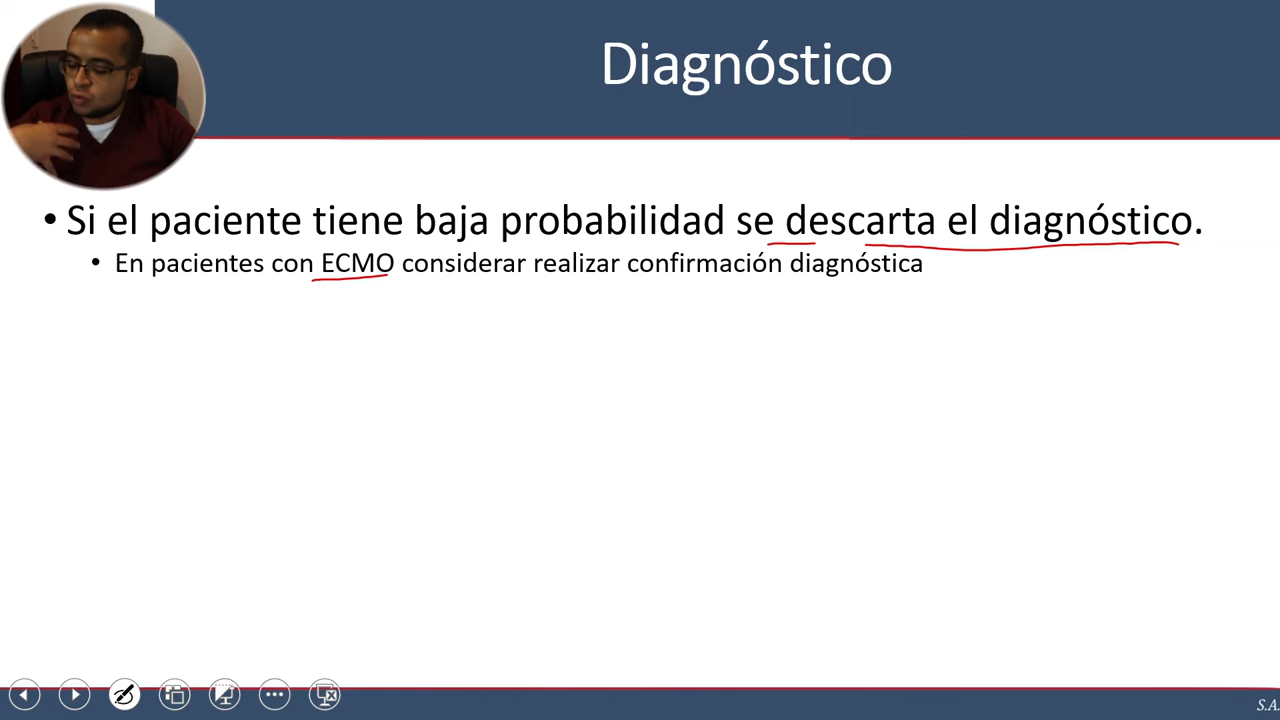 Diagnóstico
• Si el paciente tiene baja probabilidad se descarta el diagnóstico.
• En pacientes con ECMO considerar realizar confirmación diagnóstica
S.A.